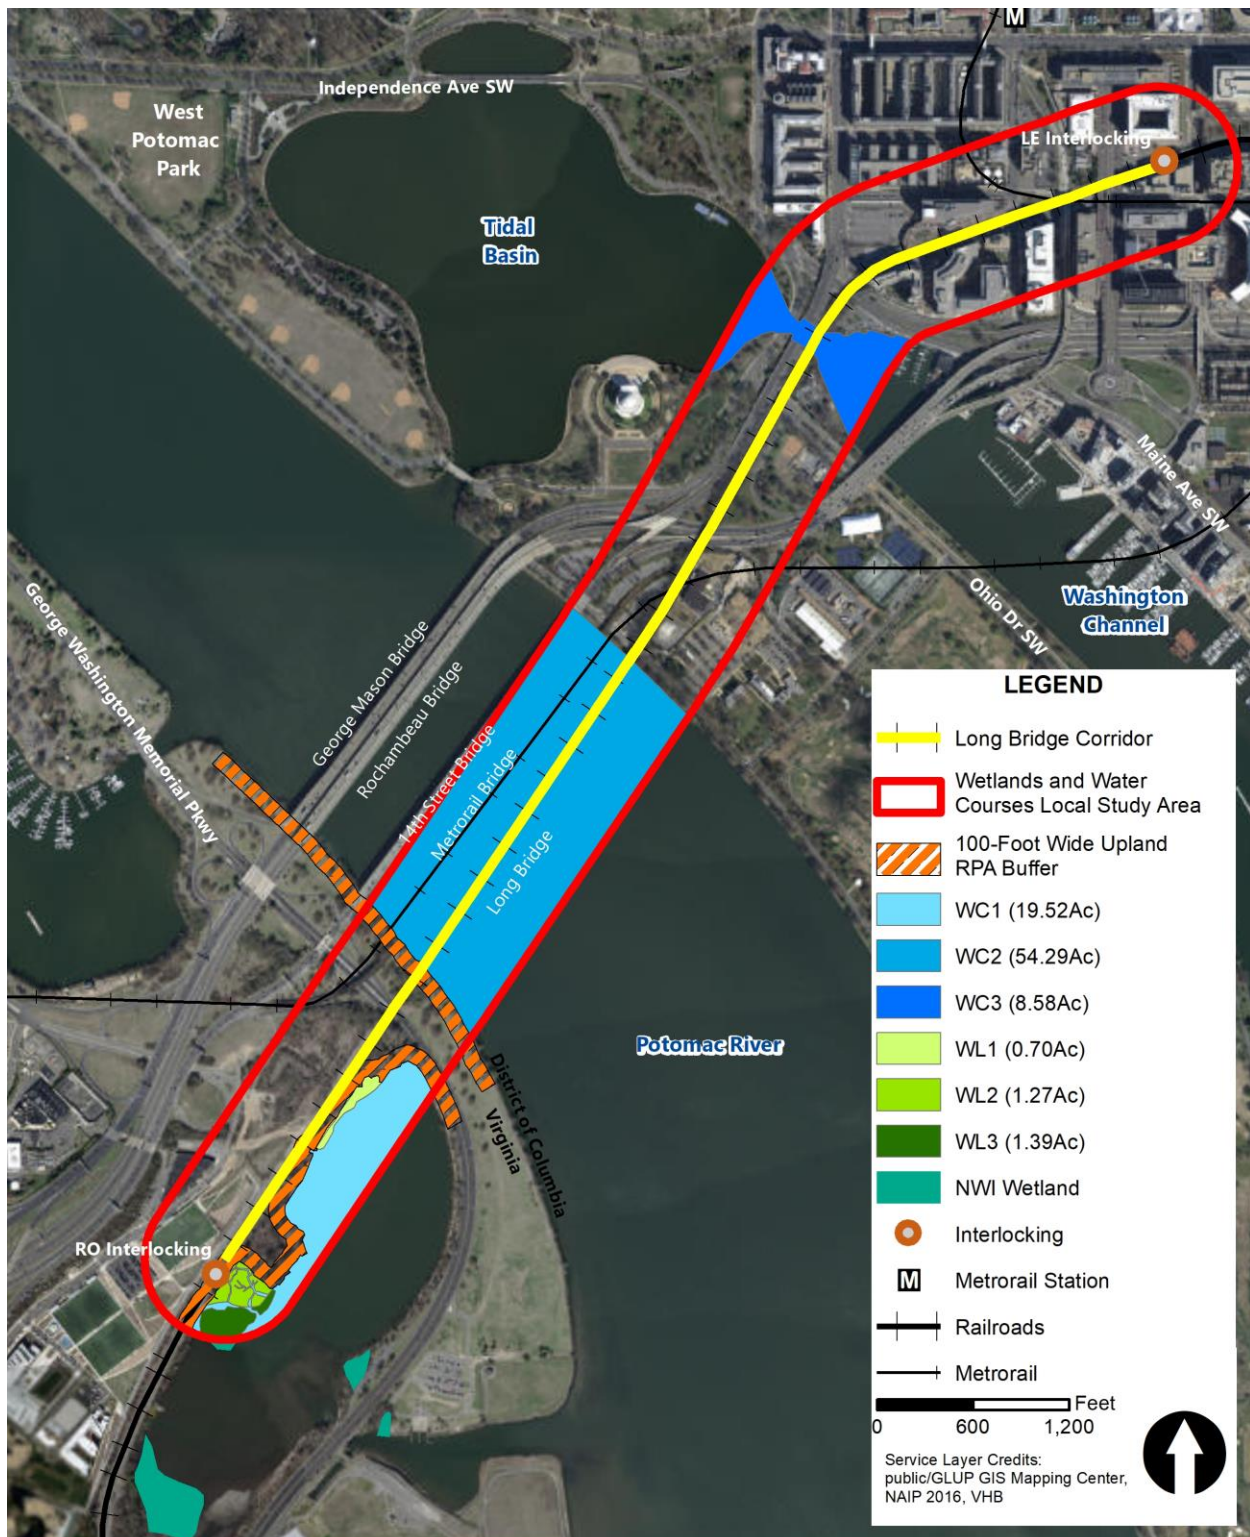 M
Independence Ave SW
West
Potomac
Park
LE Interlocking
Tidal
Basin
Maine Ave SW
George Washington Memorial Pkwy
Ohio Dr SW
Washington
Channel
George Mason Bridge
Rochambeau Bridge
14th Street Bridge
Metrorail Bridge
Long Bridge
Potomac River
District of Columbia
Virginia
RO Interlocking
LEGEND
Long Bridge Corridor
Wetlands and Water
Courses Local Study Area
100-Foot Wide Upland
RPA Buffer
WC1 (19.52Ac)
WC2 (54.29Ac)
WC3 (8.58Ac)
WL1 (0.70Ac)
WL2 (1.27Ac)
WL3 (1.39Ac)
NWI Wetland
Interlocking
M Metrorail Station
Railroads
Metrorail
Feet
0 600 1,200
Service Layer Credits:
public/GLUP GIS Mapping Center,
NAIP 2016, VHB